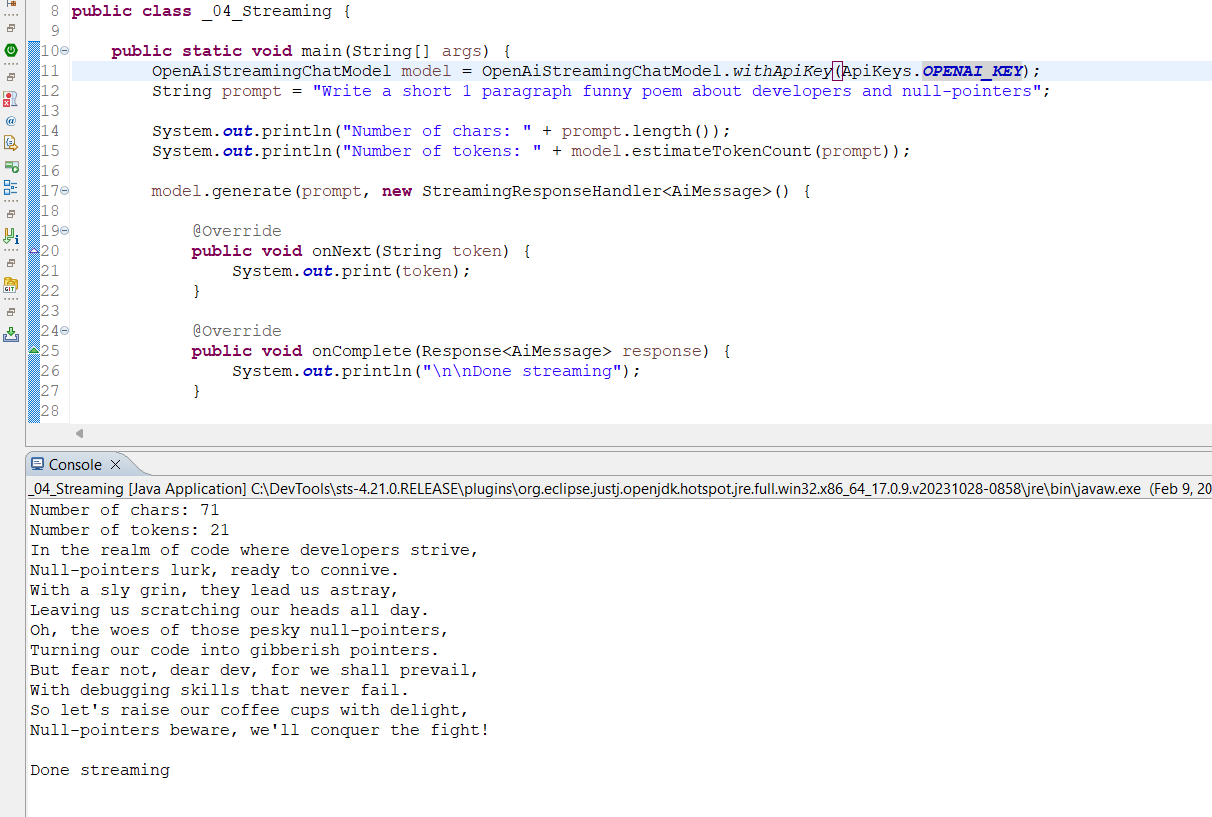 8 public class _04_Streaming {
9
10 public static void main(String[] args) {
11 OpenAiStreamingChatModel model = OpenAiStreamingChatModel.withApiKey(ApiKeys.OPENAI_KEY);
12 String prompt = "Write a short 1 paragraph funny poem about developers and null-pointers";
13
14 System.out.println("Number of chars: " + prompt.length());
15 System.out.println("Number of tokens: " + model.estimateTokenCount(prompt));
16
17 model.generate(prompt, new StreamingResponseHandler<AiMessage>() {
18
19 @Override
20 public void onNext(String token) {
21 System.out.print(token);
22 }
23
24 @Override
25 public void onComplete(Response<AiMessage> response) {
26 System.out.println("\n\nDone streaming");
27 }
28
Console
_04_Streaming [Java Application] C:\DevTools\sts-4.21.0.RELEASE\plugins\org.eclipse.justj.openjdk.hotspot.jre.full.win32.x86_64_17.0.9.v20231028-0858\jre\bin\javaw.exe (Feb 9, 20
Number of chars: 71
Number of tokens: 21
In the realm of code where developers strive,
Null-pointers lurk, ready to connive.
With a sly grin, they lead us astray,
Leaving us scratching our heads all day.
Oh, the woes of those pesky null-pointers,
Turning our code into gibberish pointers.
But fear not, dear dev, for we shall prevail,
With debugging skills that never fail.
So let's raise our coffee cups with delight,
Null-pointers beware, we'll conquer the fight!

Done streaming